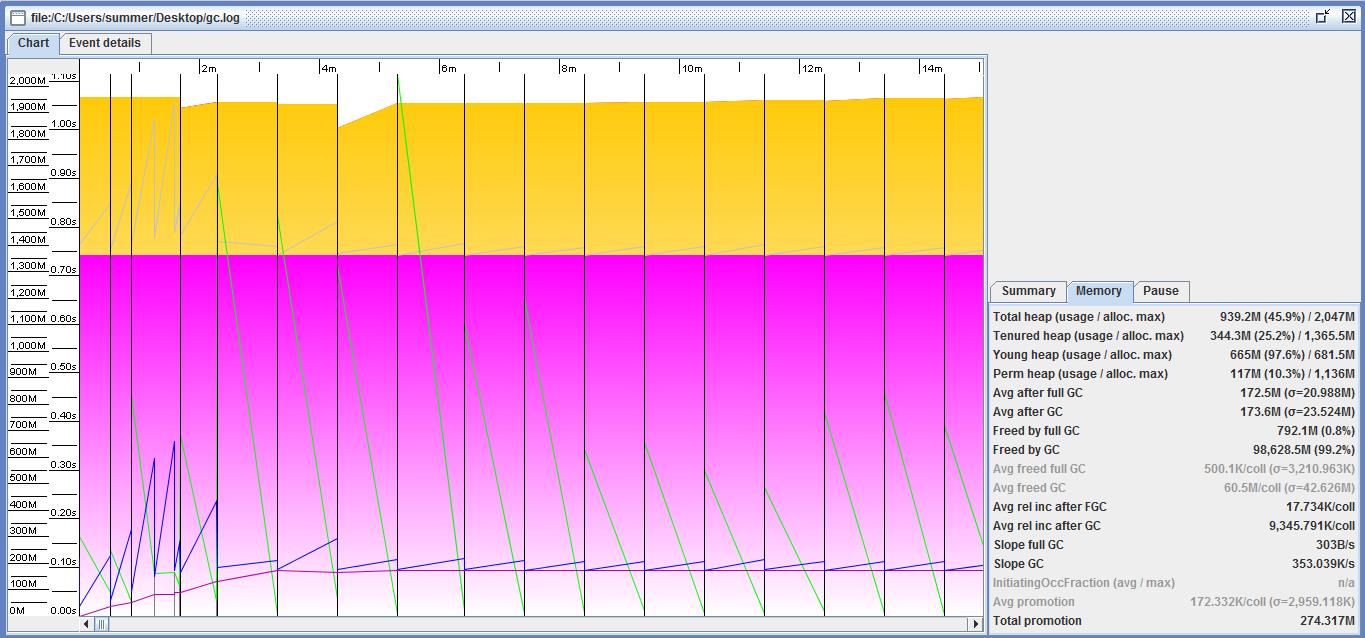 file:/C:/Users/summer/Desktop/gc.log
Chart Event details
2m 4m 6m 8m 10m 12m 14m
2,000M 1.10s
1,900M
1,800M 1.00s
1,700M
1,600M 0.90s
1,500M
1,400M 0.80s
1,300M 0.70s
1,200M
1,100M 0.60s
1,000M
900M 0.50s
800M
700M 0.40s
600M
500M 0.30s
400M
300M 0.20s
200M 0.10s
100M
0M 0.00s
Summary Memory Pause
Total heap (usage / alloc. max) 939.2M (45.9%) / 2,047M
Tenured heap (usage / alloc. max) 344.3M (25.2%) / 1,365.5M
Young heap (usage / alloc. max) 665M (97.6%) / 681.5M
Perm heap (usage / alloc. max) 117M (10.3%) / 1,136M
Avg after full GC 172.5M (σ=20.988M)
Avg after GC 173.6M (σ=23.524M)
Freed by full GC 792.1M (0.8%)
Freed by GC 98,628.5M (99.2%)
Avg freed full GC 500.1K/coll (σ=3,210.963K)
Avg freed GC 60.5M/coll (σ=42.626M)
Avg rel inc after FGC 17.734K/coll
Avg rel inc after GC 9,345.791K/coll
Slope full GC 303B/s
Slope GC 353.039K/s
InitiatingOccFraction (avg / max) n/a
Avg promotion 172.332K/coll (σ=2,959.118K)
Total promotion 274.317M